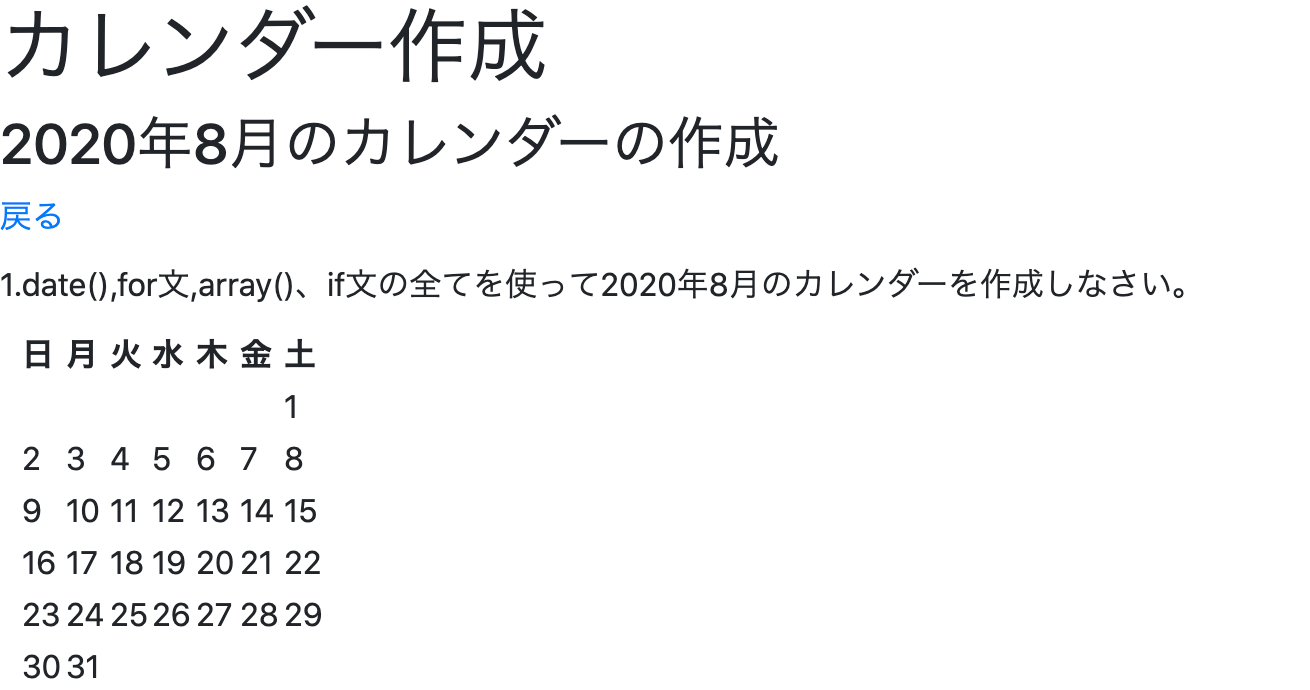 カレンダー作成
2020年8月のカレンダーの作成
戻る
1.date(),for文,array()、if文の全てを使って2020年8月のカレンダーを作成しなさい。
日 月 火 水 木 金 土
1
2 3 4 5 6 7 8
9 10 11 12 13 14 15
16 17 18 19 20 21 22
23 24 25 26 27 28 29
30 31